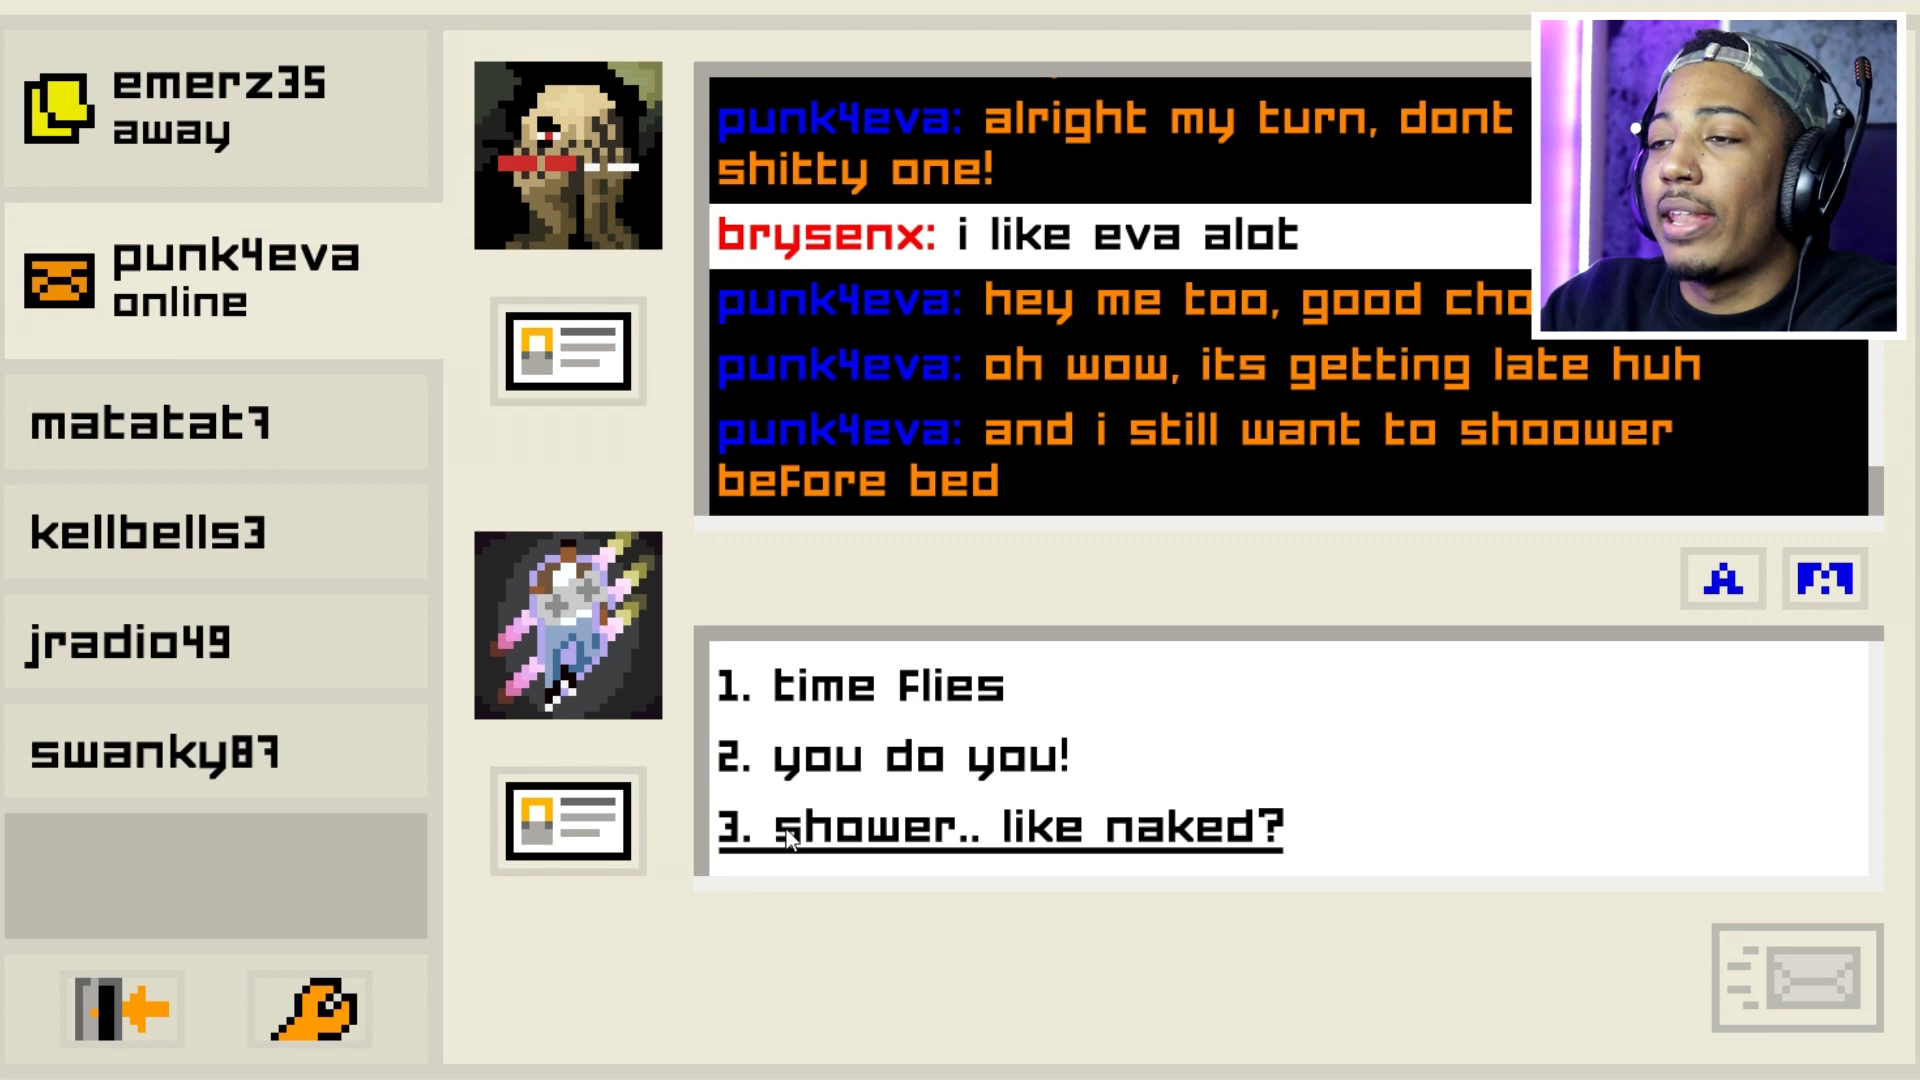 emerz35
away
punk4eva
online
matatat7
kellbells3
jradio49
swanky87
punk4eva: alright my turn, dont
shitty one!
brysenx: i like eva alot
punk4eva: hey me too, good
punk4eva: oh wow, its getting late huh
punk4eva: and i still want to shoower
before bed
A
1. time flies
2. you do you!
3. shower.. like naked?